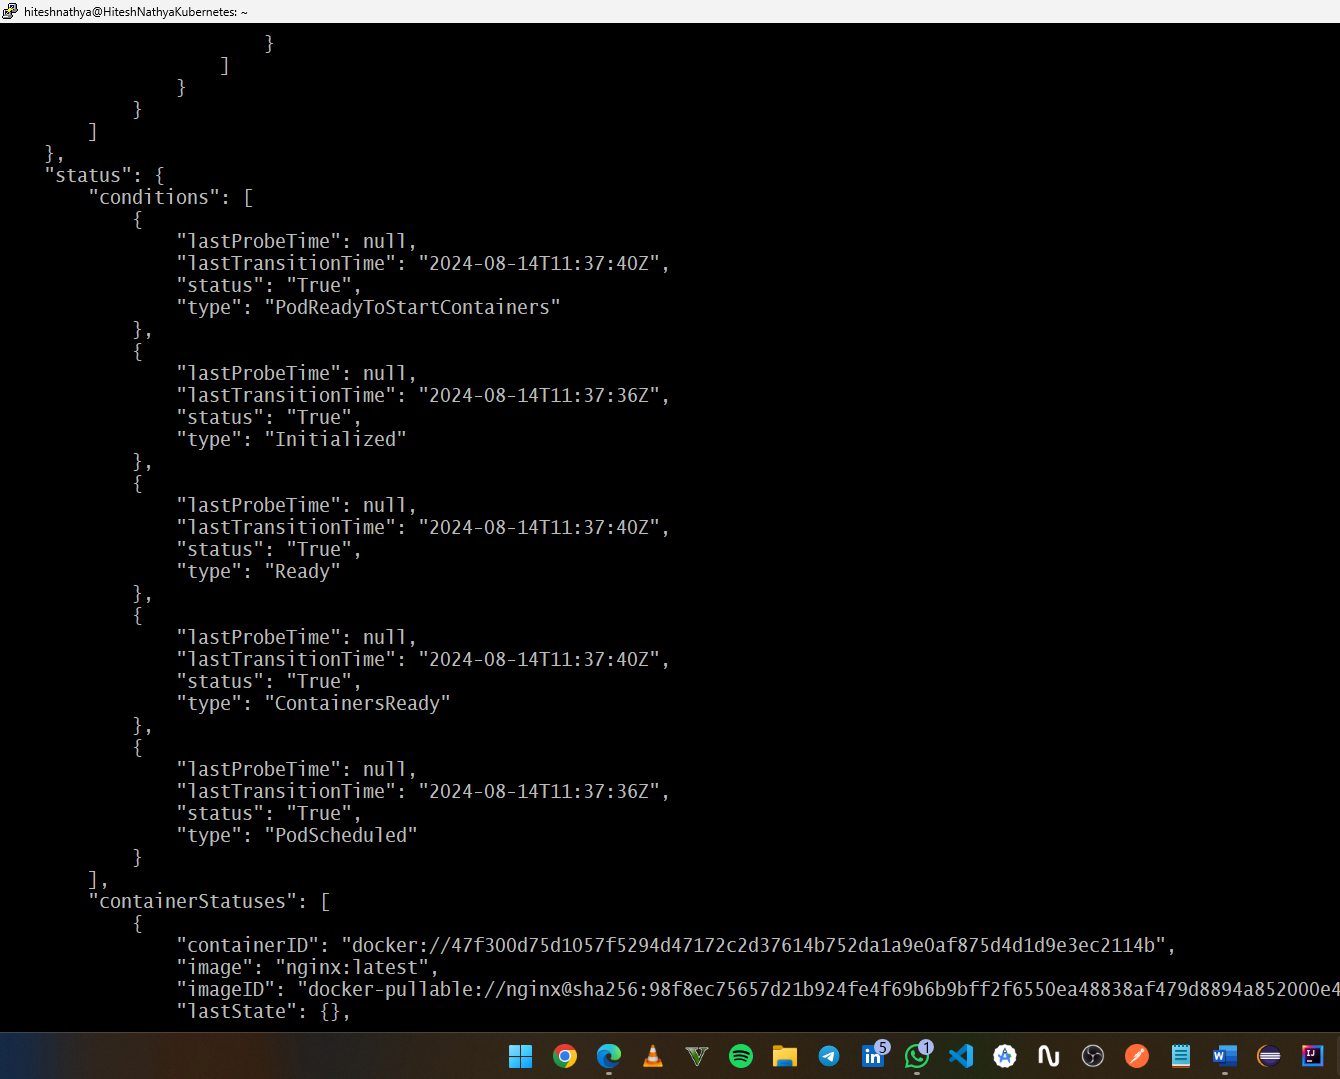 hiteshnathya@HiteshNathyaKubernetes: ~
}
]
}
}
]
},
"status": {
"conditions": [
{
"lastProbeTime": null,
"lastTransitionTime": "2024-08-14T11:37:40Z",
"status": "True",
"type": "PodReadyToStartContainers"
},
{
"lastProbeTime": null,
"lastTransitionTime": "2024-08-14T11:37:36Z",
"status": "True",
"type": "Initialized"
},
{
"lastProbeTime": null,
"lastTransitionTime": "2024-08-14T11:37:40Z",
"status": "True",
"type": "Ready"
},
{
"lastProbeTime": null,
"lastTransitionTime": "2024-08-14T11:37:40Z",
"status": "True",
"type": "ContainersReady"
},
{
"lastProbeTime": null,
"lastTransitionTime": "2024-08-14T11:37:36Z",
"status": "True",
"type": "PodScheduled"
}
],
"containerStatuses": [
{
"containerID": "docker://47f300d75d1057f5294d47172c2d37614b752da1a9e0af875d4d1d9e3ec2114b",
"image": "nginx:latest",
"imageID": "docker-pullable://nginx@sha256:98f8ec75657d21b924fe4f69b6b9bff2f6550ea48838af479d8894a852000e4
"lastState": {},
5
1